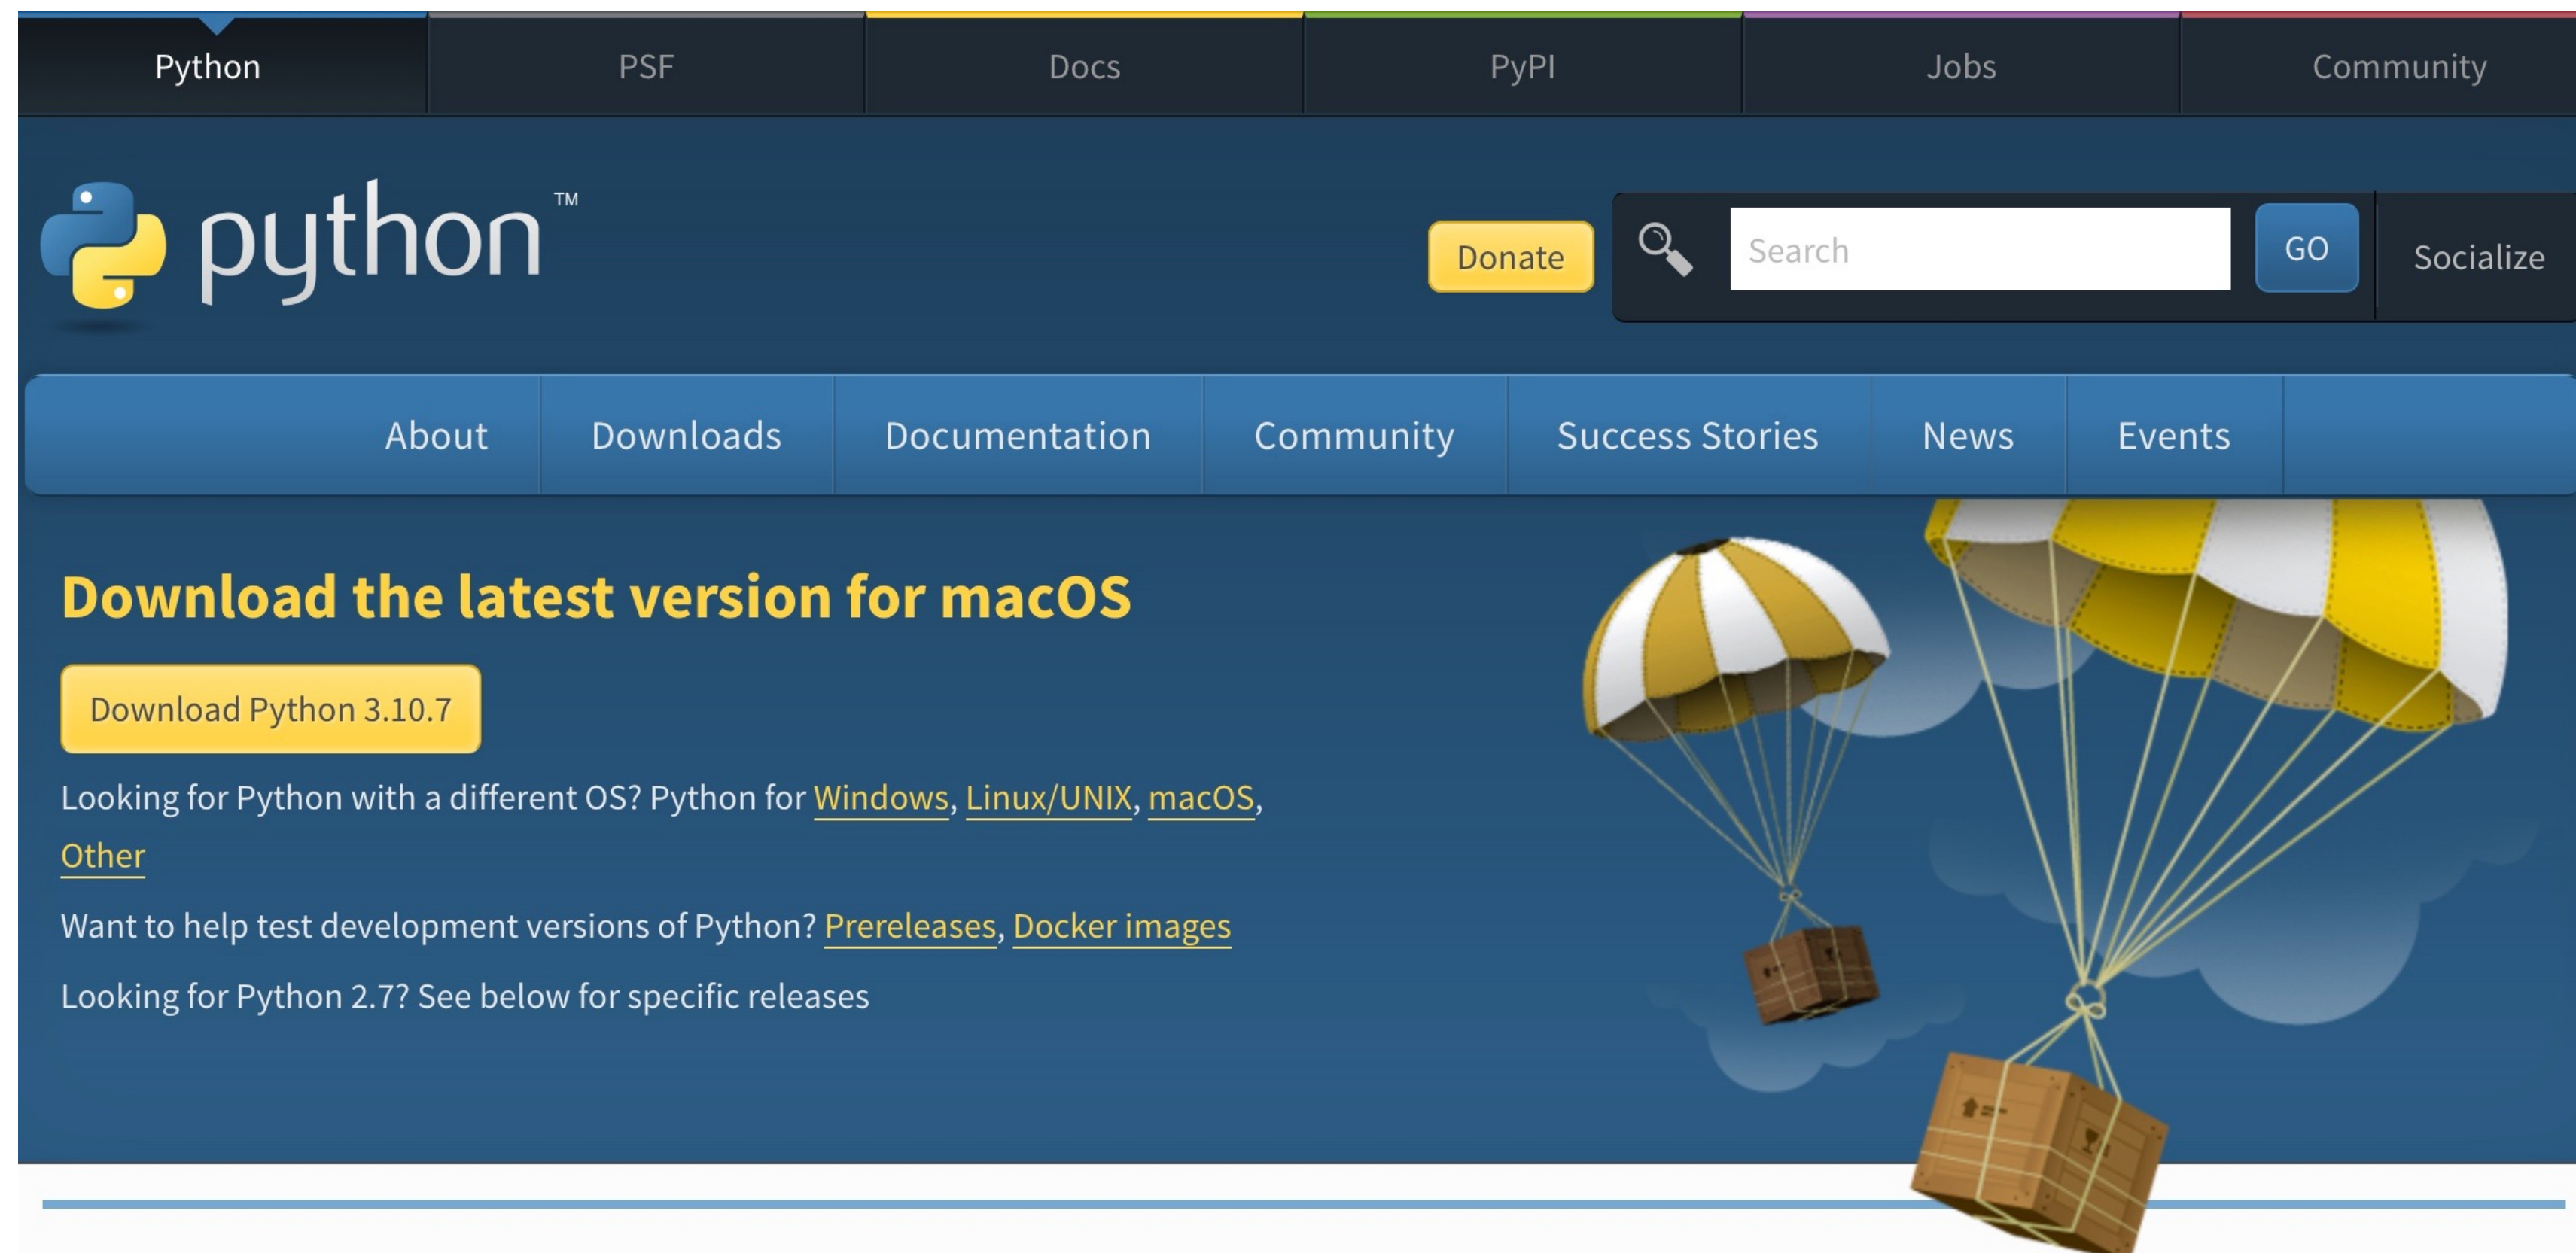 Python
PSF
Docs
PyPI
Jobs
Community
python™
Donate
Search
GO
Socialize
About
Downloads
Documentation
Community
Success Stories
News
Events
Download the latest version for macOS
Download Python 3.10.7
Looking for Python with a different OS? Python for Windows, Linux/UNIX, macOS,
Other
Want to help test development versions of Python? Prereleases, Docker images
Looking for Python 2.7? See below for specific releases